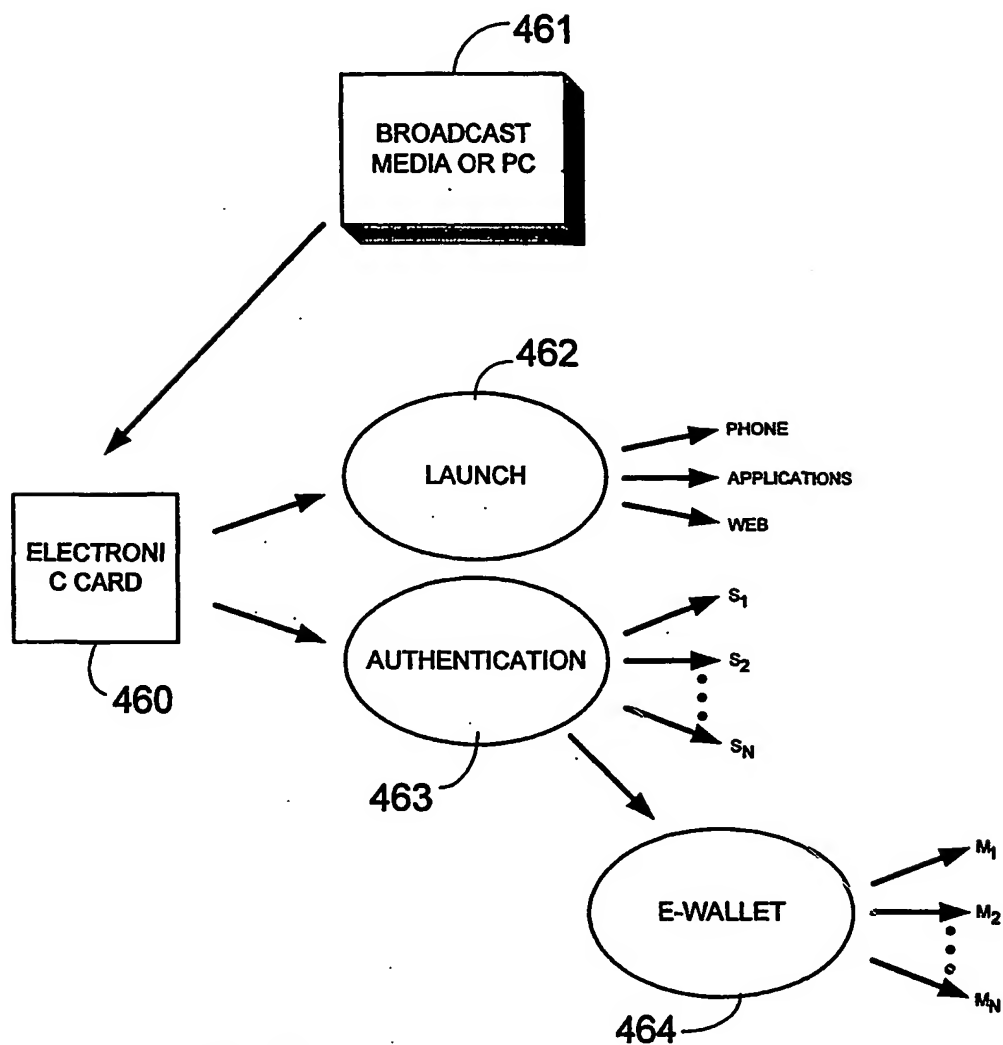 461
BROADCAST
MEDIA OR PC
462
LAUNCH
PHONE
APPLICATIONS
WEB
ELECTRONI
C CARD
460
AUTHENTICATION
S1
S2
SN
463
E-WALLET
M1
M2
MN
464